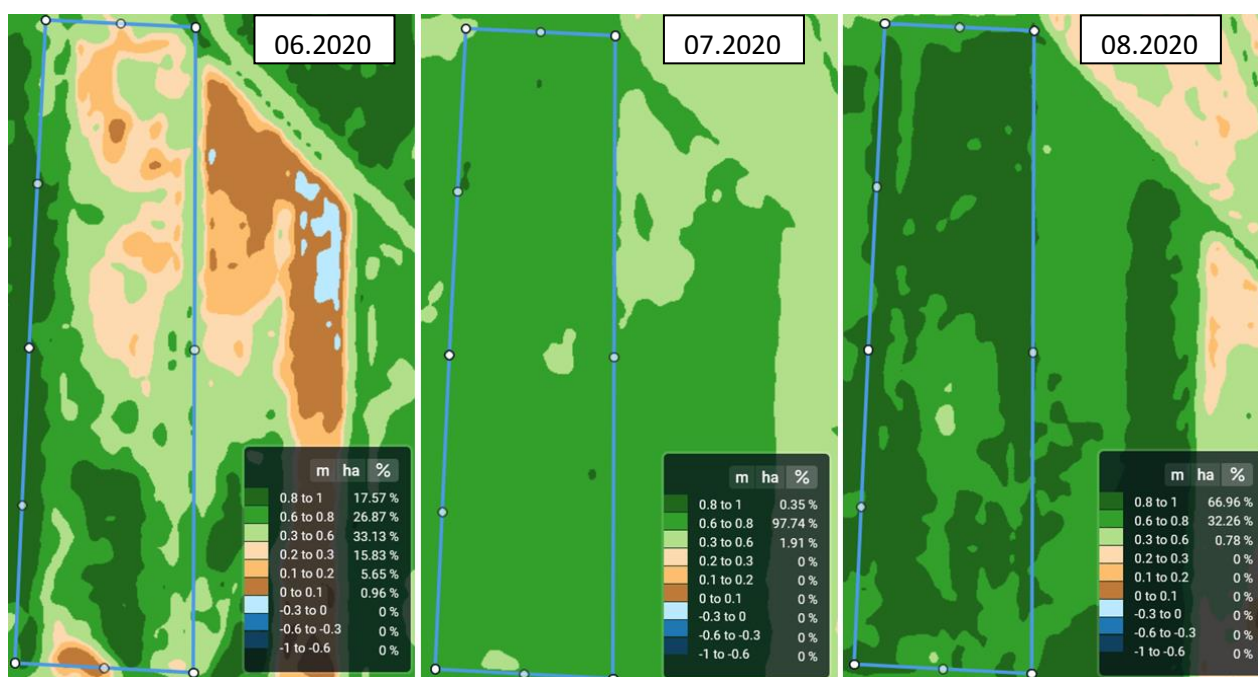 06.2020
m ha %
0.8 to 1 17.57 %
0.6 to 0.8 26.87 %
0.3 to 0.6 33.13 %
0.2 to 0.3 15.83 %
0.1 to 0.2 5.65 %
0 to 0.1 0.96 %
-0.3 to 0 0 %
-0.6 to -0.3 0 %
-1 to -0.6 0 %
07.2020
m ha %
0.8 to 1 0.35 %
0.6 to 0.8 97.74 %
0.3 to 0.6 1.91 %
0.2 to 0.3 0 %
0.1 to 0.2 0 %
0 to 0.1 0 %
-0.3 to 0 0 %
-0.6 to -0.3 0 %
-1 to -0.6 0 %
08.2020
m ha %
0.8 to 1 66.96 %
0.6 to 0.8 32.26 %
0.3 to 0.6 0.78 %
0.2 to 0.3 0 %
0.1 to 0.2 0 %
0 to 0.1 0 %
-0.3 to 0 0 %
-0.6 to -0.3 0 %
-1 to -0.6 0 %